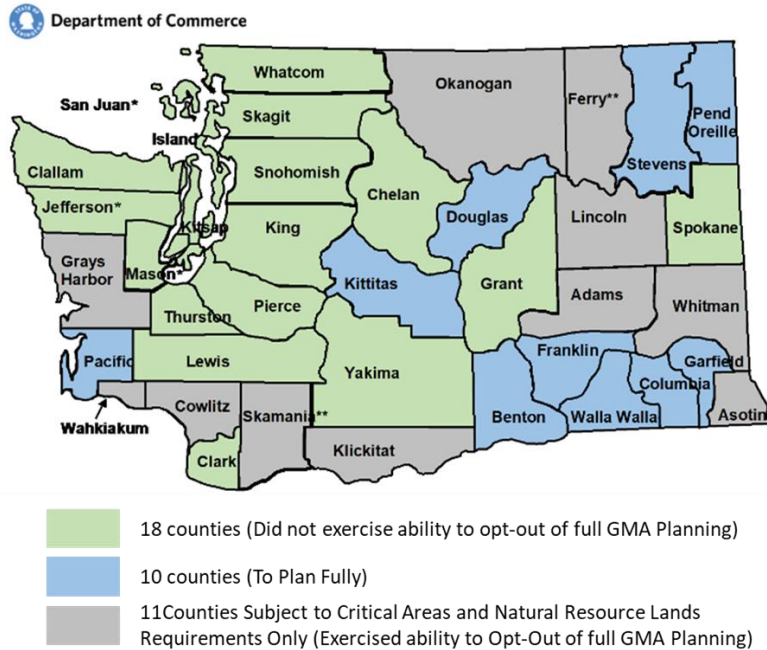 Department of Commerce
Whatcom
Okanogan
Ferry**
Pend
Oreille
San Juan*
Skagit
Island
Stevens
Clallam
Snohomish
Chelan
Jefferson*
Douglas
Lincoln
Spokane
Kitsap
King
Grays
Harbor
Mason*
Kittitas
Grant
Adams
Whitman
Thurston
Pierce
Pacific
Lewis
Yakima
Franklin
Garfield
Columbia
Wahkiakum
Cowlitz
Skamania**
Benton
Walla Walla
Asotin
Clark
Klickitat
18 counties (Did not exercise ability to opt-out of full GMA Planning)
10 counties (To Plan Fully)
11Counties Subject to Critical Areas and Natural Resource Lands
Requirements Only (Exercised ability to Opt-Out of full GMA Planning)